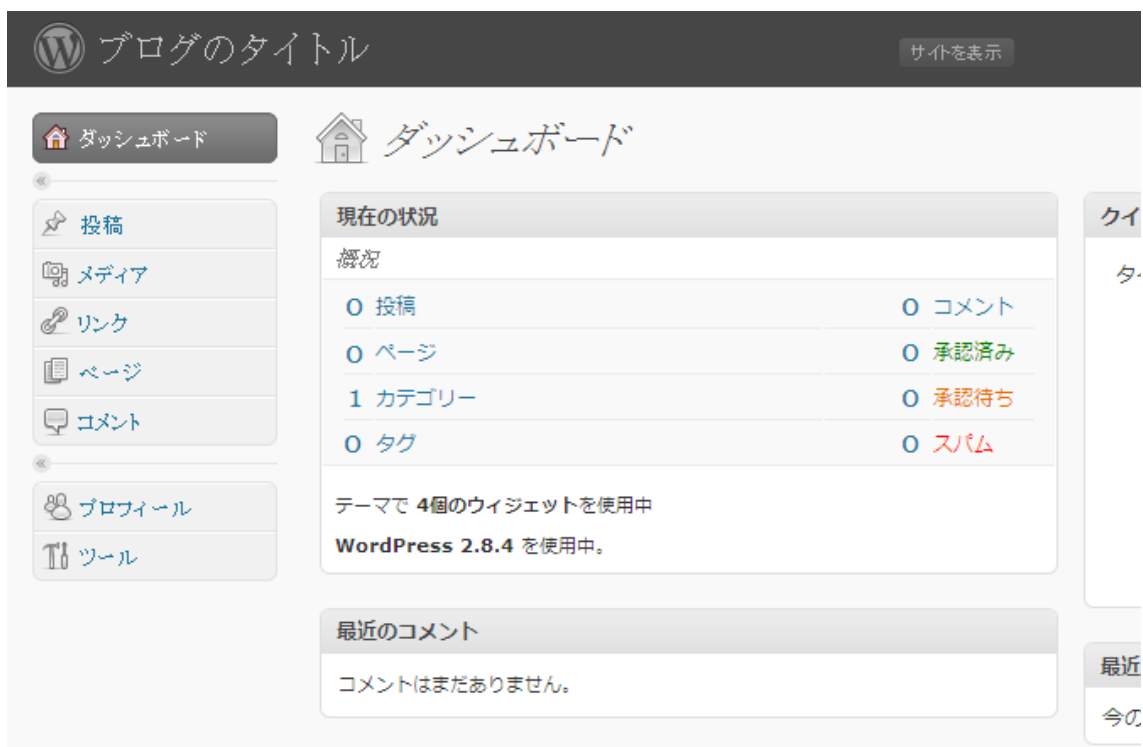 ブログのタイトル
サイトを表示
ダッシュボード
投稿
メディア
リンク
ページ
コメント
プロフィール
ツール
ダッシュボード
現在の状況
概況
0 投稿 0 コメント
0 ページ 0 承認済み
1 カテゴリー 0 承認待ち
0 タグ 0 スパム
テーマで 4個のウィジェットを使用中
WordPress 2.8.4 を使用中。
最近のコメント
コメントはまだありません。
クイ
タ
最近
今の